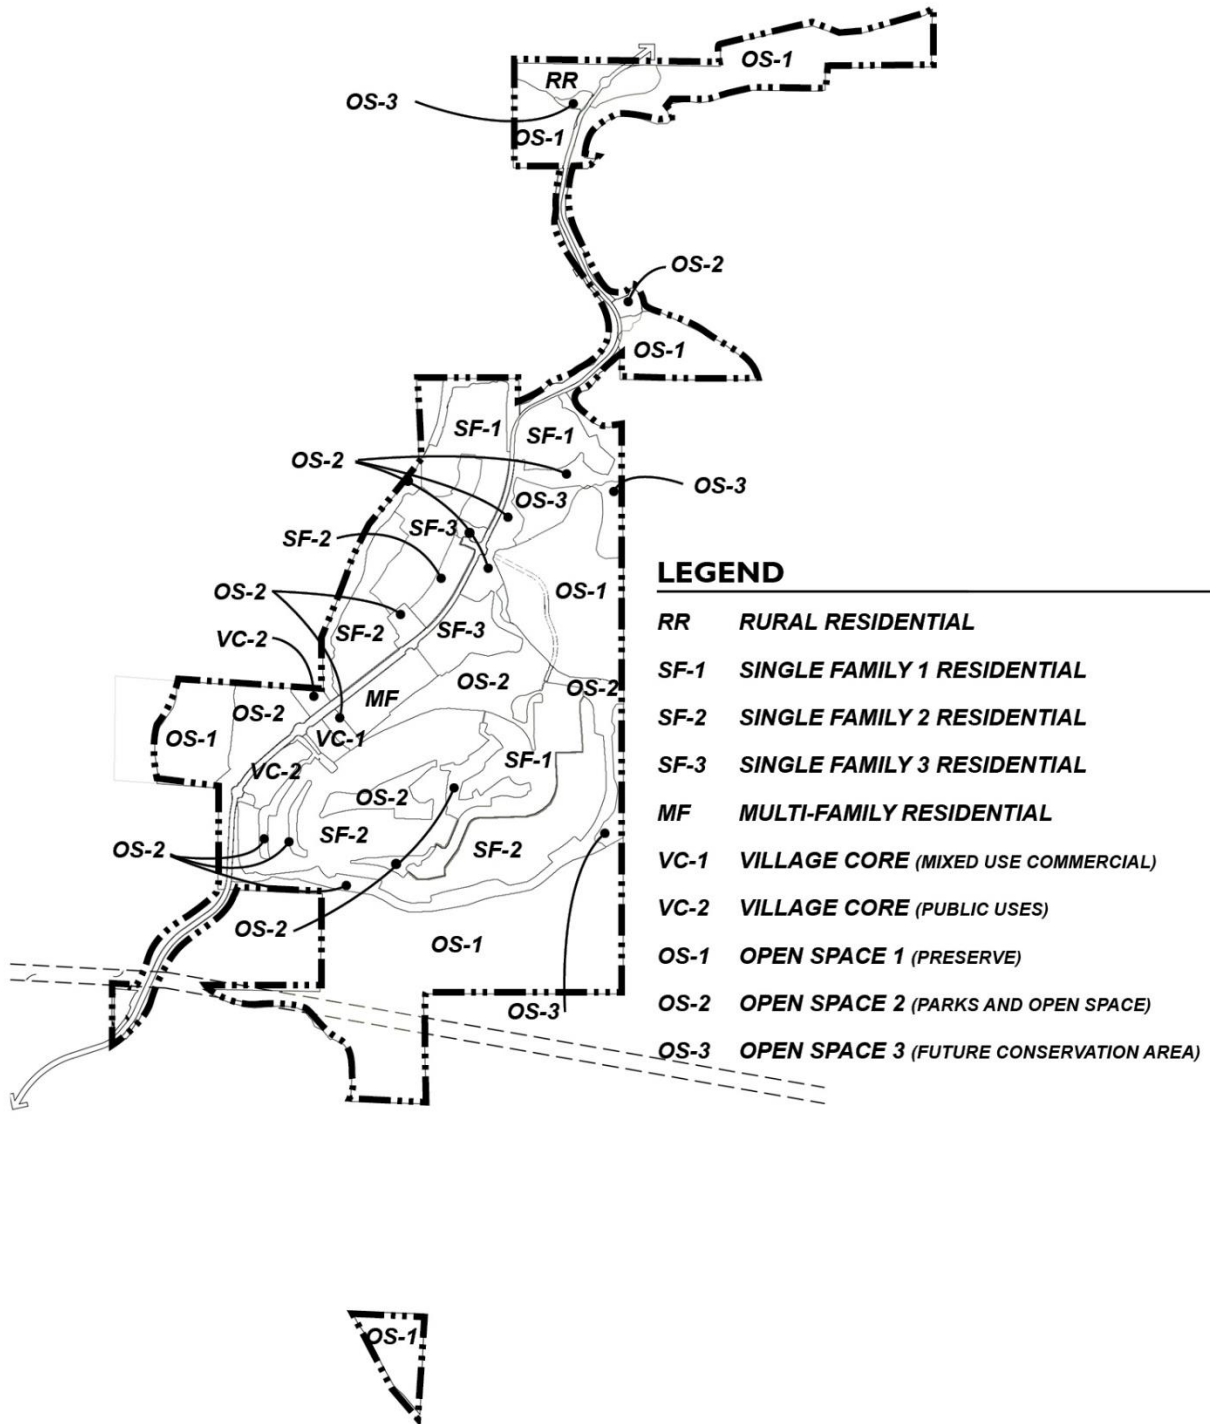 OS-1
RR
OS-3
OS-1
OS-2
OS-1
SF-1
SF-1
OS-2
OS-3
OS-3
SF-3
SF-2
OS-2
OS-1
SF-2
SF-3
VC-2
OS-2
OS-2
MF
OS-2
OS-1
VC-1
SF-1
VC-2
OS-2
SF-2
SF-2
OS-2
OS-2
OS-1
OS-3
OS-1
LEGEND
RR RURAL RESIDENTIAL
SF-1 SINGLE FAMILY 1 RESIDENTIAL
SF-2 SINGLE FAMILY 2 RESIDENTIAL
SF-3 SINGLE FAMILY 3 RESIDENTIAL
MF MULTI-FAMILY RESIDENTIAL
VC-1 VILLAGE CORE (MIXED USE COMMERCIAL)
VC-2 VILLAGE CORE (PUBLIC USES)
OS-1 OPEN SPACE 1 (PRESERVE)
OS-2 OPEN SPACE 2 (PARKS AND OPEN SPACE)
OS-3 OPEN SPACE 3 (FUTURE CONSERVATION AREA)